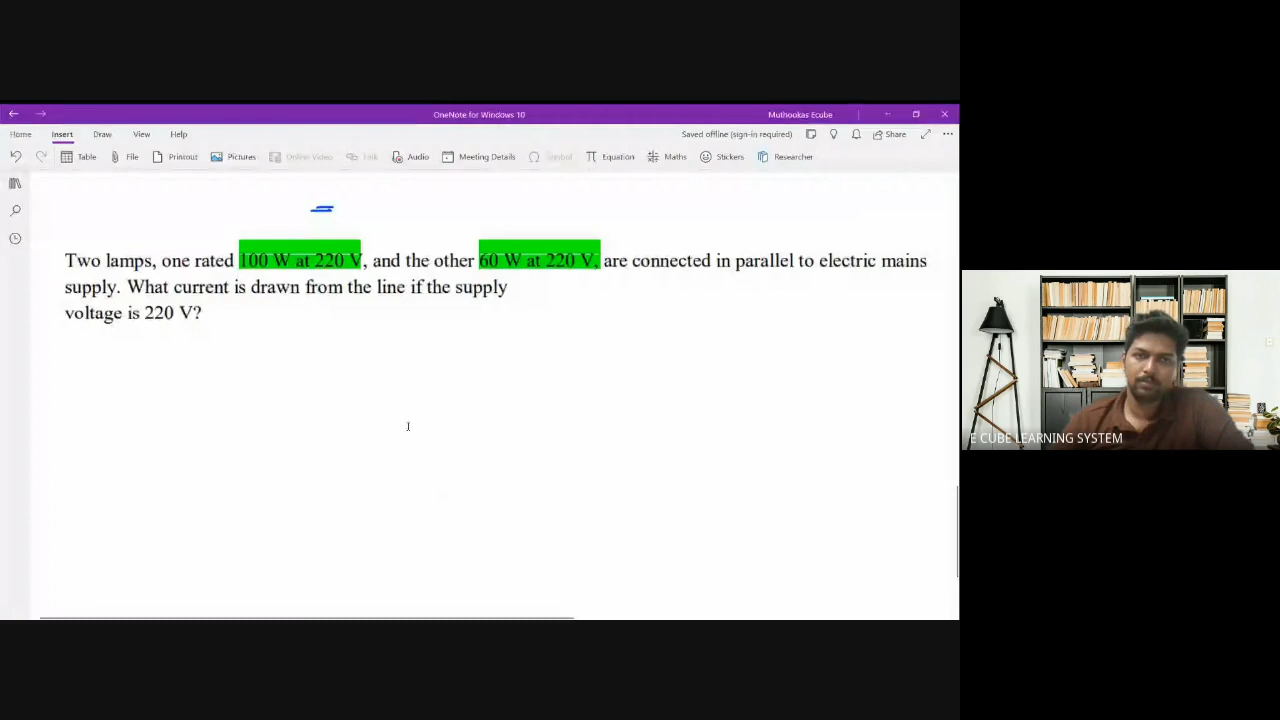 OneNote for Windows 10
Muthookas Ecube
Home Insert Draw View Help
Saved offline (sign-in required)
Share
Table File Printout Pictures Online Video Link Audio Meeting Details Symbol Equation Maths Stickers Researcher
Two lamps, one rated 100 W at 220 V, and the other 60 W at 220 V, are connected in parallel to electric mains
supply. What current is drawn from the line if the supply
voltage is 220 V?
E CUBE LEARNING SYSTEM